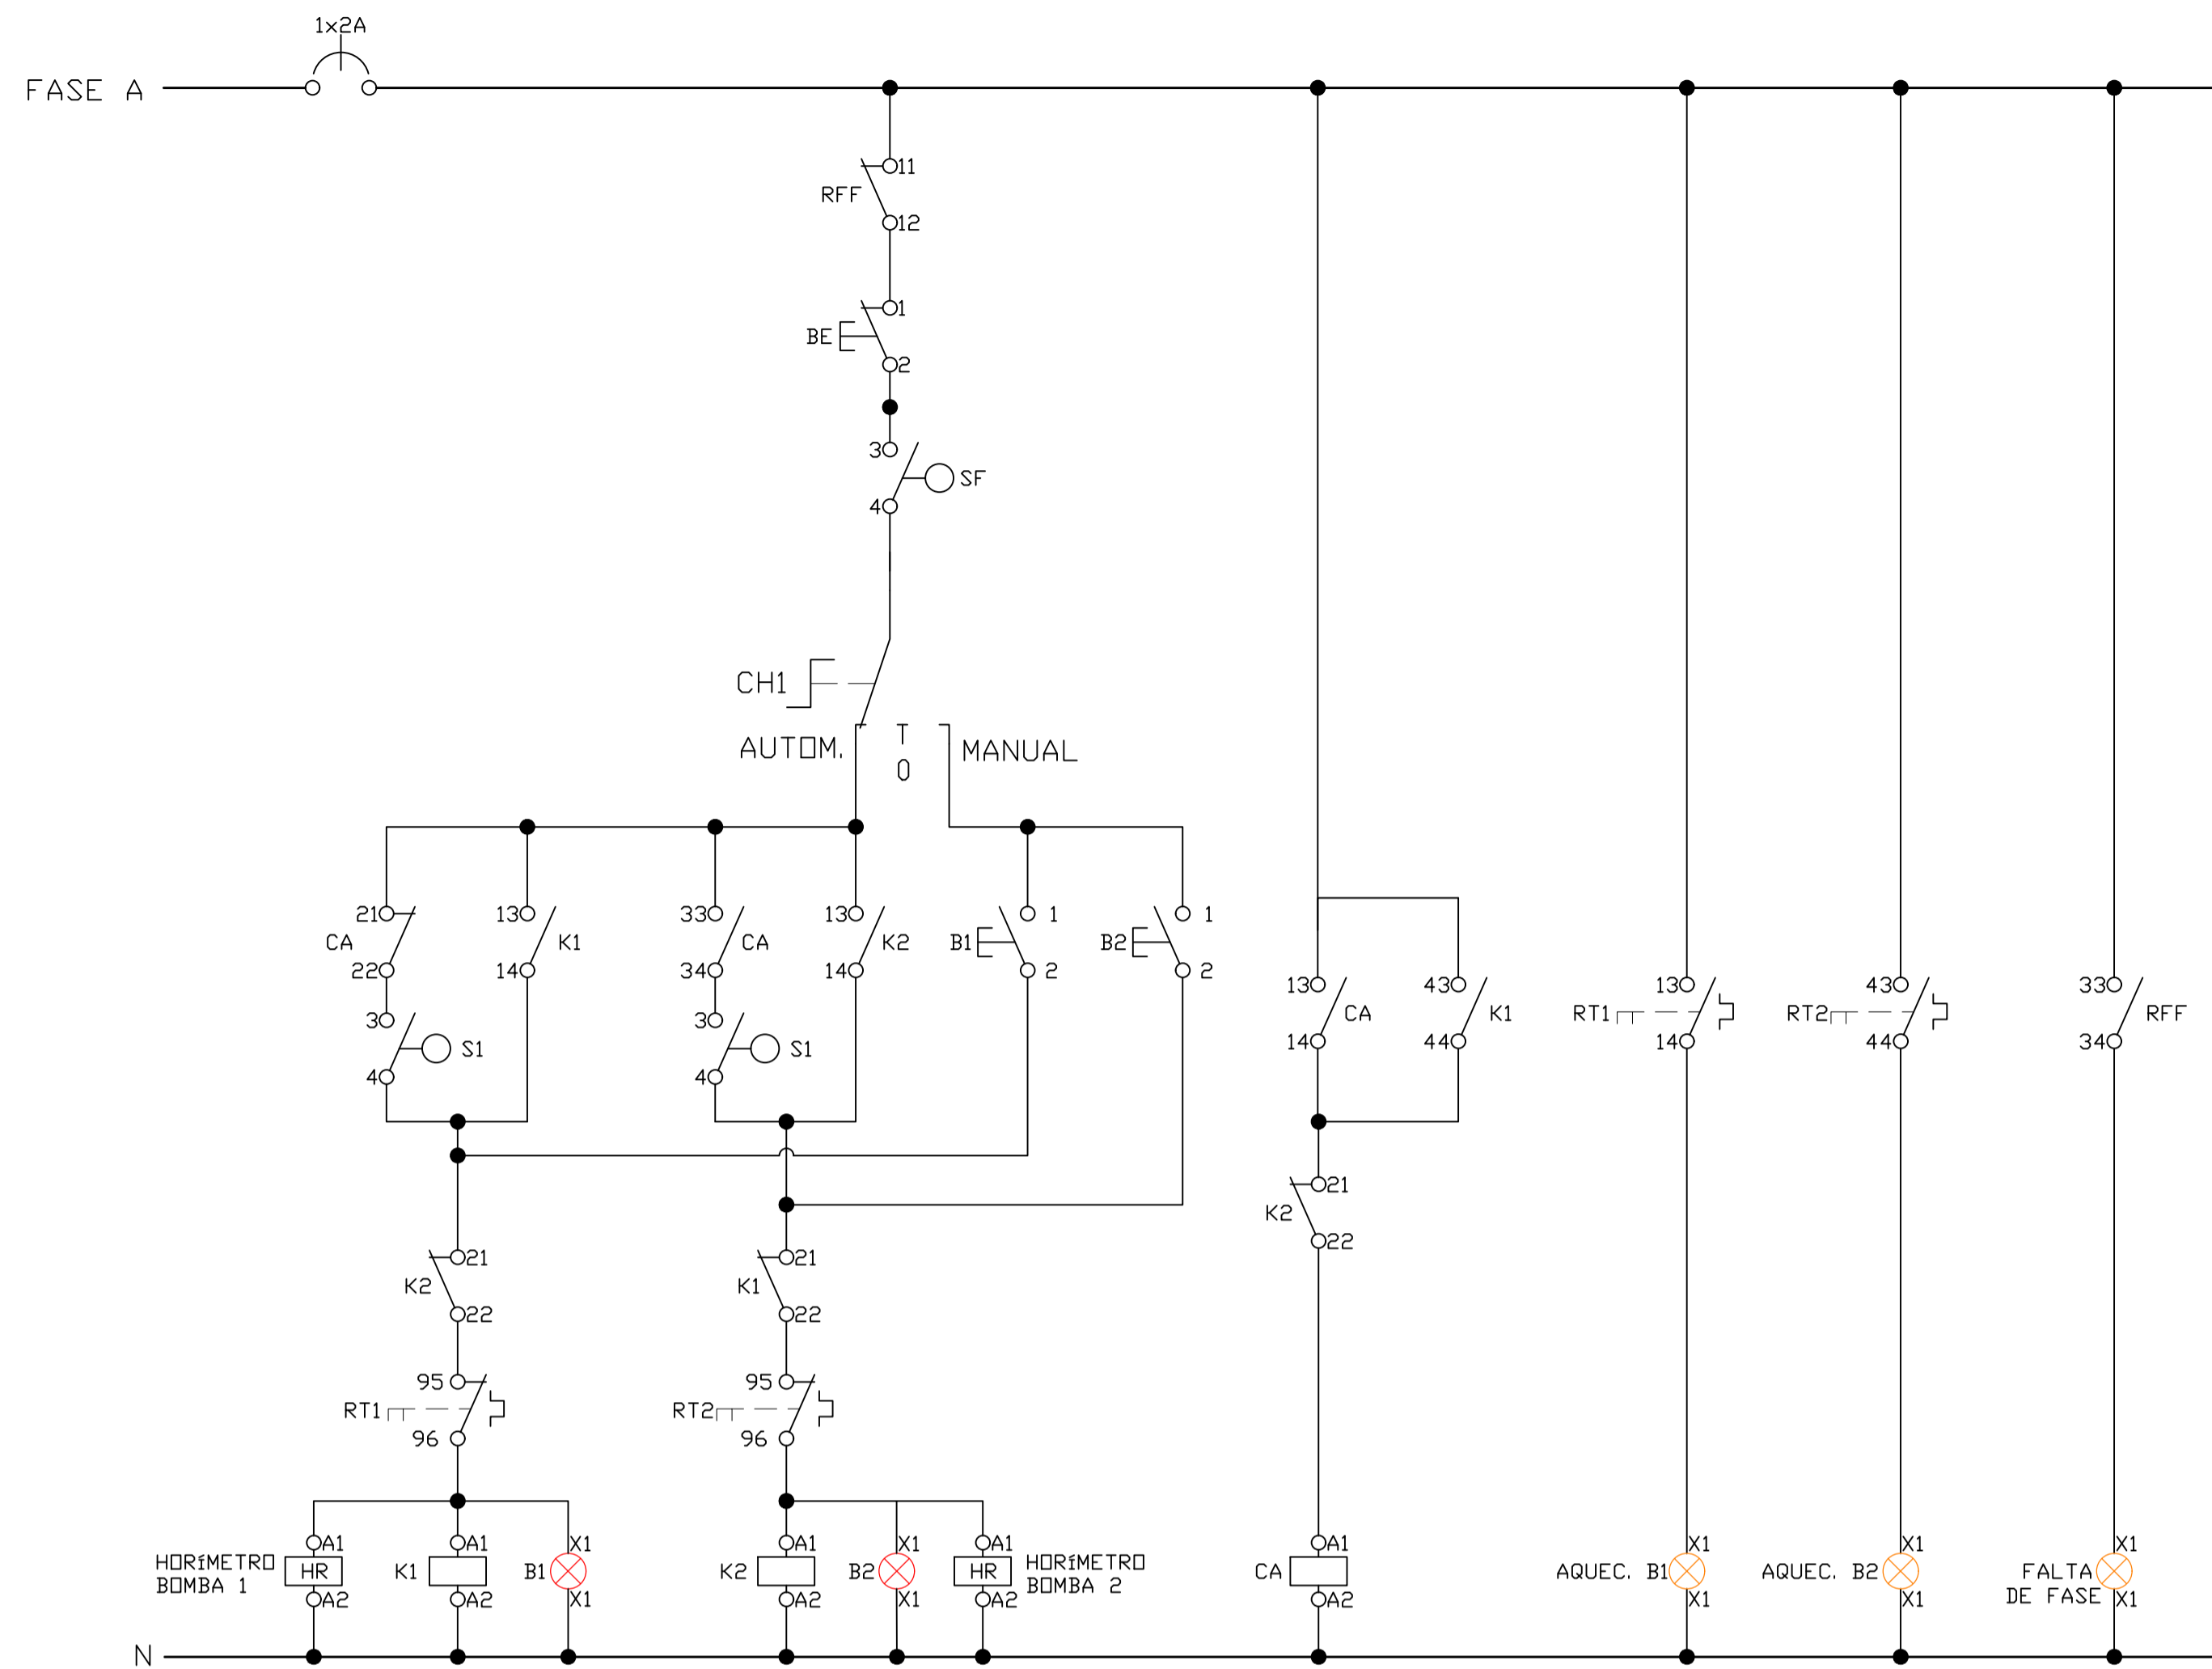 1x2A
FASE A
11
RFF
12
1
BE
2
3
SF
4
CH1
AUTOM.
0
MANUAL
21
13
33
13
1
1
CA
K1
CA
K2
B1
B2
22
14
34
14
2
2
3
S1
4
3
S1
4
13
CA
14
43
K1
44
13
RT1
14
43
RT2
44
33
RFF
34
21
K2
22
21
K2
22
21
K1
22
95
RT1
96
95
RT2
96
HORíMETRO
BOMBA 1
A1
HR
A2
K1
A1
A2
B1
X1
X1
K2
A1
A2
B2
X1
X1
A1
HR
A2
HORíMETRO
BOMBA 2
CA
A1
A2
AQUEC. B1
X1
X1
AQUEC. B2
X1
X1
FALTA
DE FASE
X1
X1
N